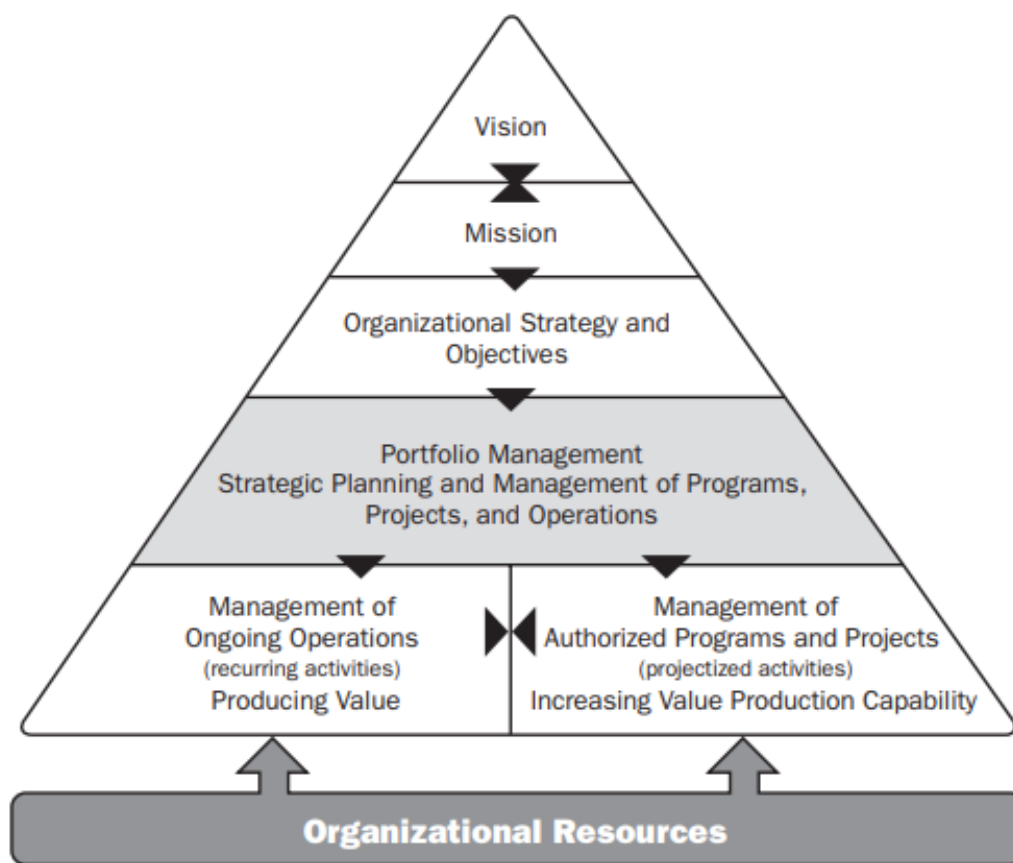 Vision
Mission
Organizational Strategy and
Objectives
Portfolio Management
Strategic Planning and Management of Programs,
Projects, and Operations
Management of
Ongoing Operations
(recurring activities)
Producing Value
Management of
Authorized Programs and Projects
(projectized activities)
Increasing Value Production Capability
Organizational Resources